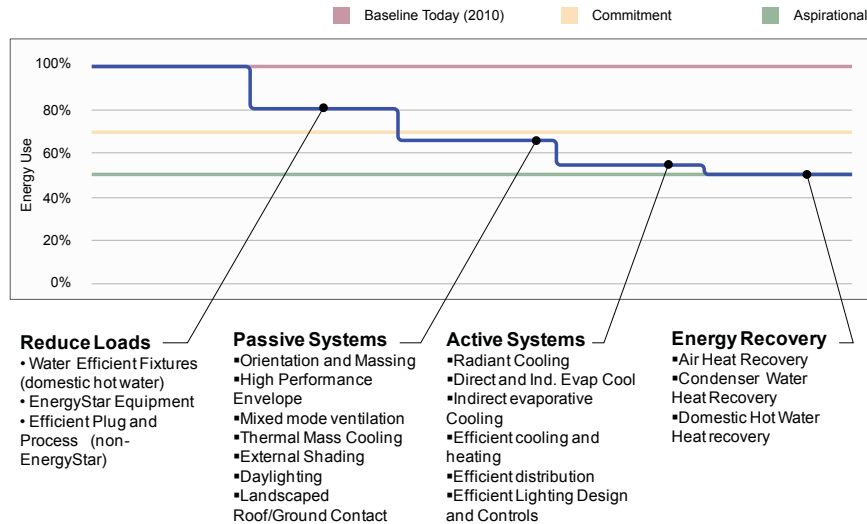 Baseline Today (2010) Commitment Aspirational
100%
80%
60%
40%
20%
0%
Energy Use
Reduce Loads
• Water Efficient Fixtures
(domestic hot water)
• EnergyStar Equipment
• Efficient Plug and
Process (non-
EnergyStar)
Passive Systems
▪Orientation and Massing
▪High Performance
Envelope
▪Mixed mode ventilation
▪Thermal Mass Cooling
▪External Shading
▪Daylighting
▪Landscaped
Roof/Ground Contact
Active Systems
▪Radiant Cooling
▪Direct and Ind. Evap Cool
▪Indirect evaporative
Cooling
▪Efficient cooling and
heating
▪Efficient distribution
▪Efficient Lighting Design
and Controls
Energy Recovery
▪Air Heat Recovery
▪Condenser Water
Heat Recovery
▪Domestic Hot Water
Heat recovery